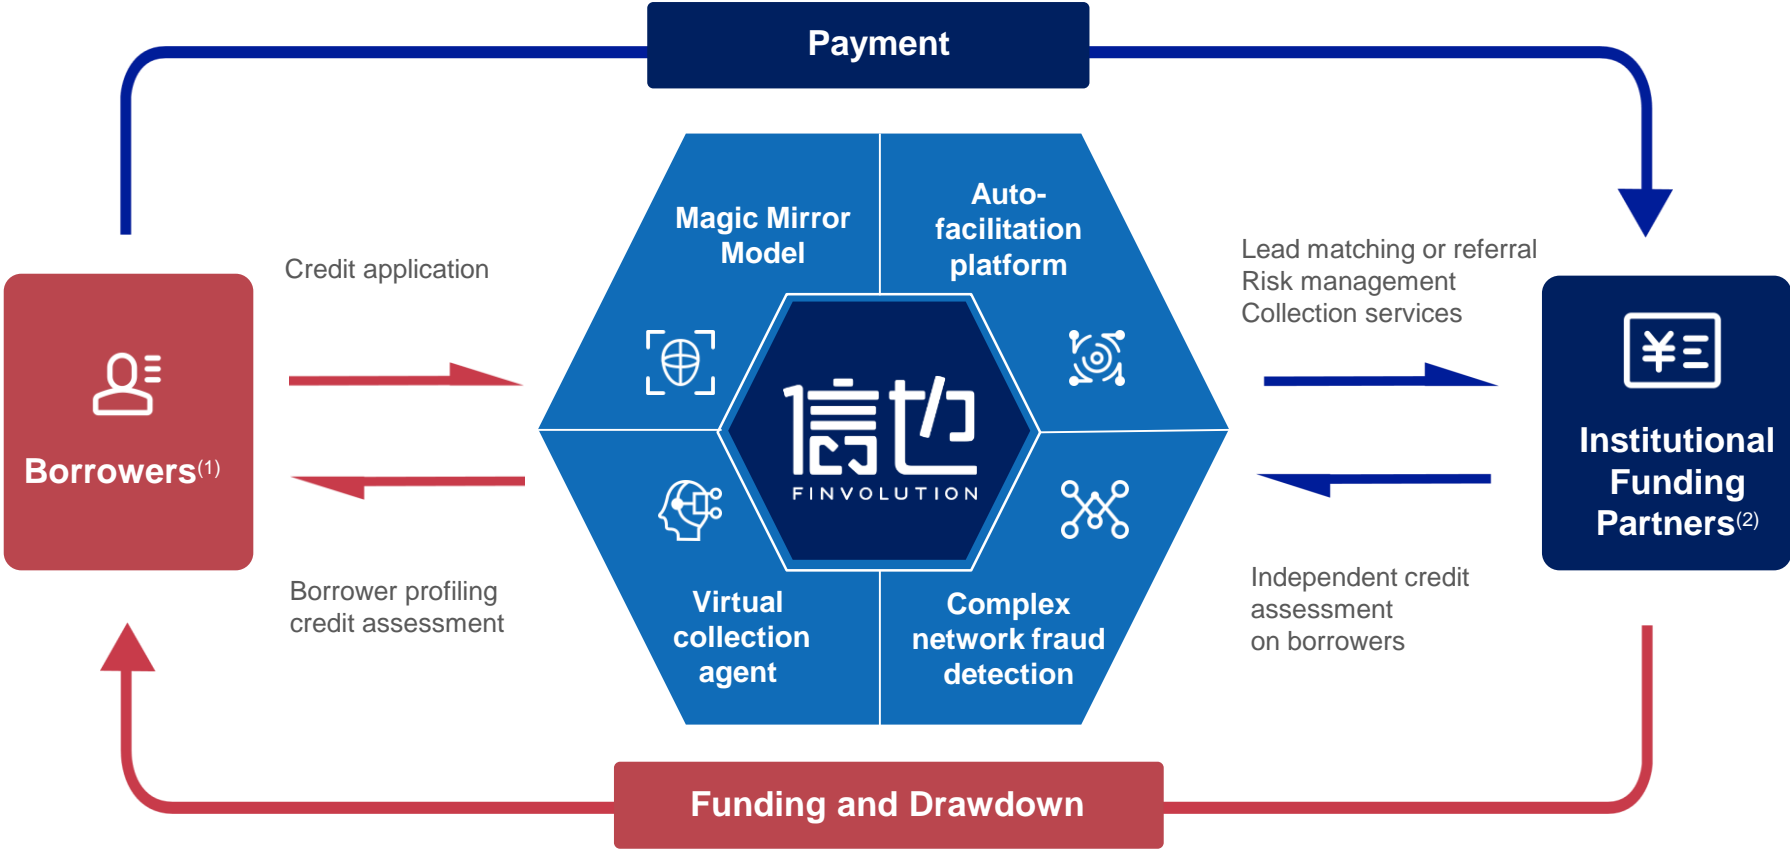 Payment
Magic Mirror
Model
Auto-
facilitation
platform
Credit application
Lead matching or referral
Risk management
Collection services
Borrowers(1)
信也
FINVOLUTION
¥
Institutional
Funding
Partners(2)
Borrower profiling
credit assessment
Virtual
collection
agent
Complex
network fraud
detection
Independent credit
assessment
on borrowers
Funding and Drawdown